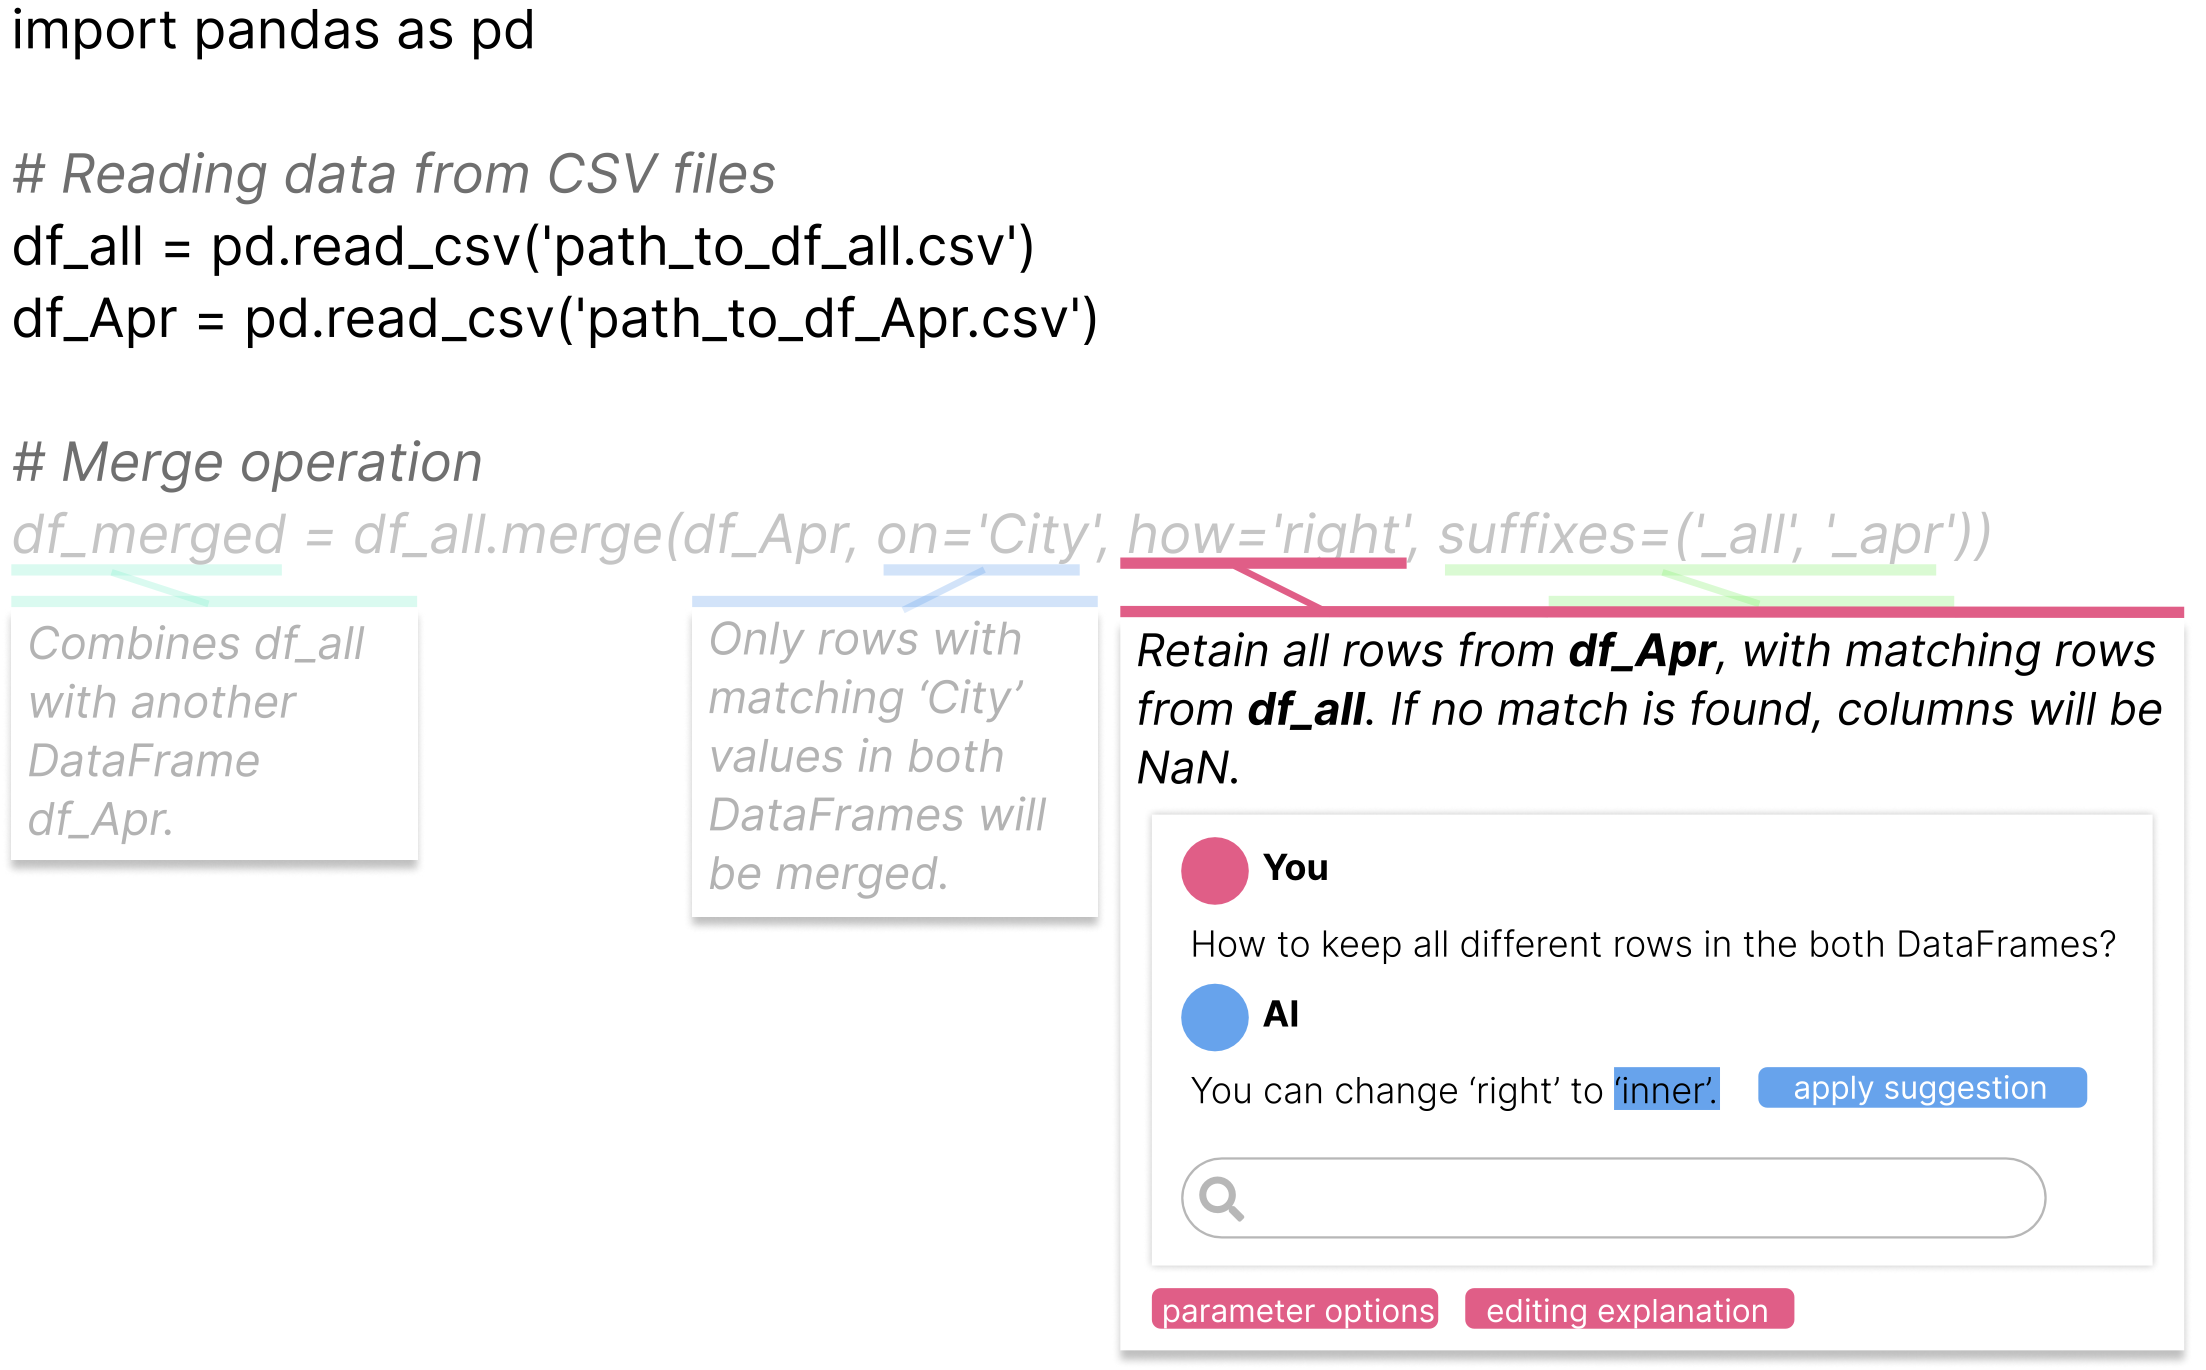 import pandas as pd
# Reading data from CSV files
df_all = pd.read_csv('path_to_df_all.csv')
df_Apr = pd.read_csv('path_to_df_Apr.csv')
# Merge operation
df_merged = df_all.merge(df_Apr, on='City', how='right', suffixes=('_all', '_apr'))
Combines df_all
with another
DataFrame
df_Apr.
Only rows with
matching ‘City’
values in both
DataFrames will
be merged.
Retain all rows from df_Apr, with matching rows
from df_all. If no match is found, columns will be
NaN.
You
How to keep all different rows in the both DataFrames?
AI
You can change ‘right’ to ‘inner’.
apply suggestion
parameter options
editing explanation